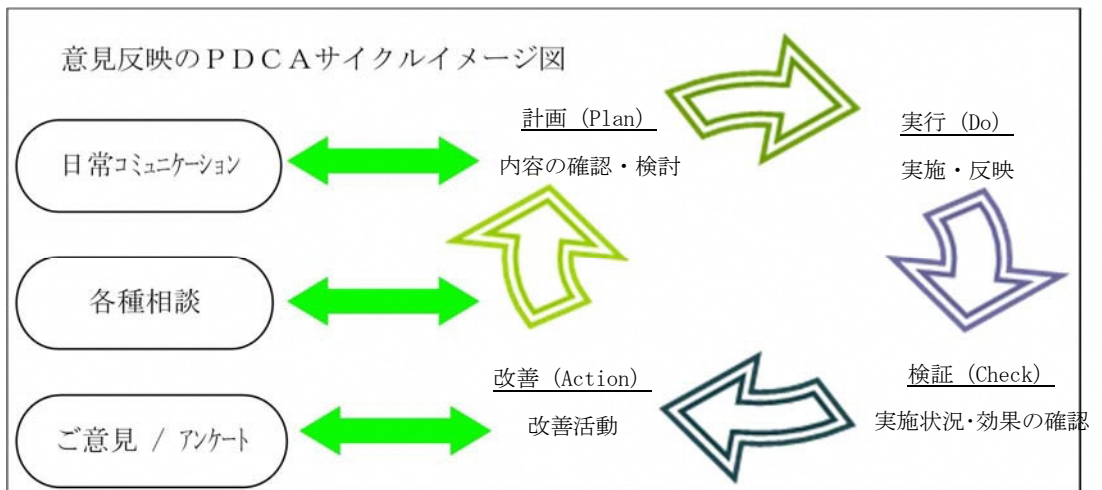 意見反映のＰＤＣＡサイクルイメージ図
日常ｺﾐｭﾆｹｰｼｮﾝ
計画 (Plan)
内容の確認・検討
実行 (Do)
実施・反映
各種相談
改善 (Action)
改善活動
検証 (Check)
実施状況・効果の確認
ご意見 / ｱﾝｹｰﾄ